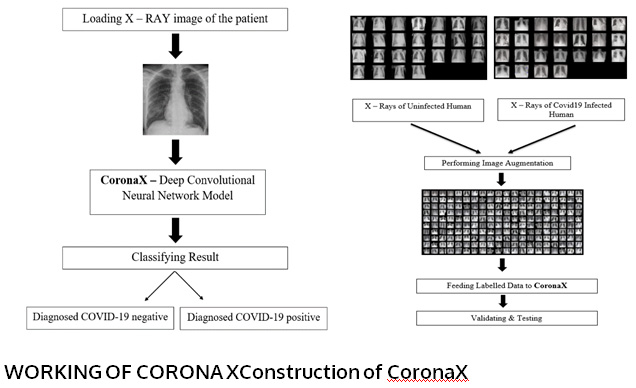 Loading X – RAY image of the patient
CoronaX – Deep Convolutional
Neural Network Model
Classifying Result
Diagnosed COVID-19 negative
Diagnosed COVID-19 positive
X – Rays of Uninfected Human
X – Rays of Covid19 Infected
Human
Performing Image Augmentation
Feeding Labelled Data to CoronaX
Validating & Testing
WORKING OF CORONA XConstruction of CoronaX